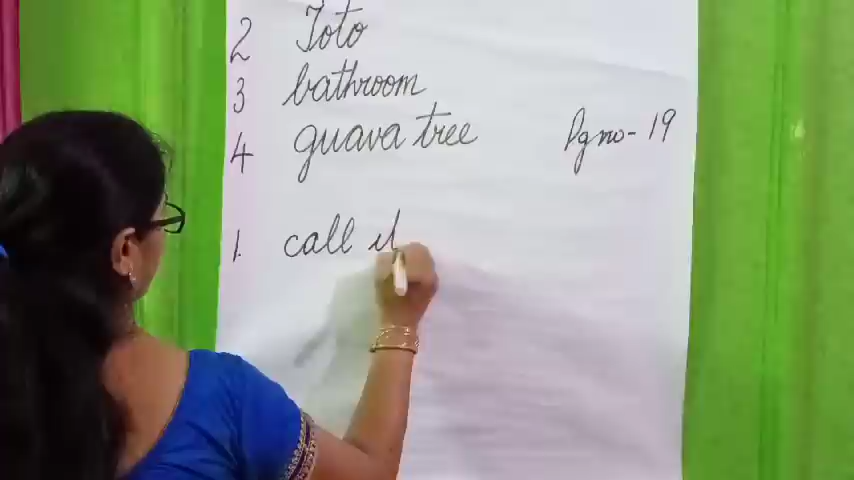 2 Toto
3 bathroom
4 guava tree
Pg no- 19
1. call